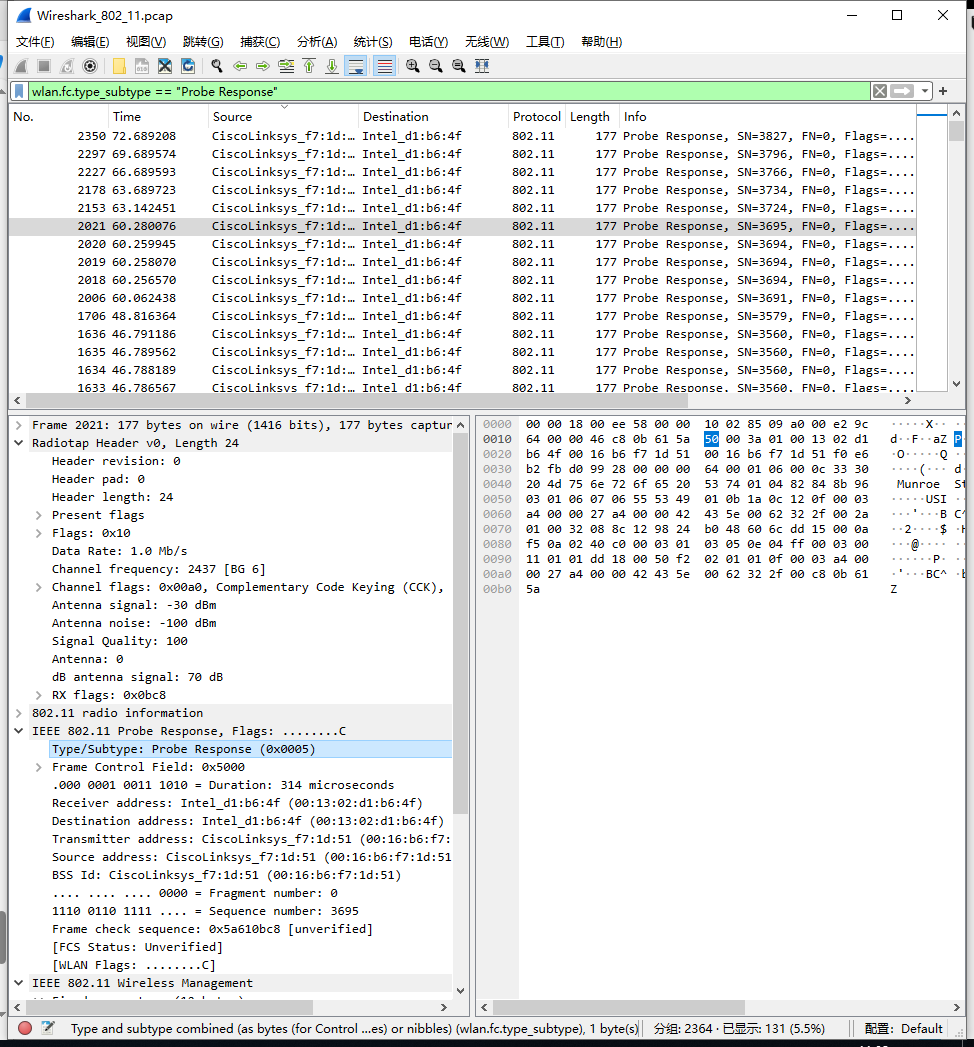 Wireshark_802_11.pcap
文件(F) 编辑(E) 视图(V) 跳转(G) 捕获(C) 分析(A) 统计(S) 电话(Y) 无线(W) 工具(T) 帮助(H)
wlan.fc.type_subtype == "Probe Response"
No. Time Source Destination Protocol Length Info
2350 72.689208 CiscoLinksys_f7:1d:… Intel_d1:b6:4f 802.11 177 Probe Response, SN=3827, FN=0, Flags=....
2297 69.689574 CiscoLinksys_f7:1d:… Intel_d1:b6:4f 802.11 177 Probe Response, SN=3796, FN=0, Flags=....
2227 66.689593 CiscoLinksys_f7:1d:… Intel_d1:b6:4f 802.11 177 Probe Response, SN=3766, FN=0, Flags=....
2178 63.689723 CiscoLinksys_f7:1d:… Intel_d1:b6:4f 802.11 177 Probe Response, SN=3734, FN=0, Flags=....
2153 63.142451 CiscoLinksys_f7:1d:… Intel_d1:b6:4f 802.11 177 Probe Response, SN=3724, FN=0, Flags=....
2021 60.280076 CiscoLinksys_f7:1d:… Intel_d1:b6:4f 802.11 177 Probe Response, SN=3695, FN=0, Flags=....
2020 60.259945 CiscoLinksys_f7:1d:… Intel_d1:b6:4f 802.11 177 Probe Response, SN=3694, FN=0, Flags=....
2019 60.258070 CiscoLinksys_f7:1d:… Intel_d1:b6:4f 802.11 177 Probe Response, SN=3694, FN=0, Flags=....
2018 60.256570 CiscoLinksys_f7:1d:… Intel_d1:b6:4f 802.11 177 Probe Response, SN=3694, FN=0, Flags=....
2006 60.062438 CiscoLinksys_f7:1d:… Intel_d1:b6:4f 802.11 177 Probe Response, SN=3691, FN=0, Flags=....
1706 48.816364 CiscoLinksys_f7:1d:… Intel_d1:b6:4f 802.11 177 Probe Response, SN=3579, FN=0, Flags=....
1636 46.791186 CiscoLinksys_f7:1d:… Intel_d1:b6:4f 802.11 177 Probe Response, SN=3560, FN=0, Flags=....
1635 46.789562 CiscoLinksys_f7:1d:… Intel_d1:b6:4f 802.11 177 Probe Response, SN=3560, FN=0, Flags=....
1634 46.788189 CiscoLinksys_f7:1d:… Intel_d1:b6:4f 802.11 177 Probe Response, SN=3560, FN=0, Flags=....
1633 46.786567 CiscoLinksys_f7:1d:… Intel_d1:b6:4f 802.11 177 Probe Response, SN=3560, FN=0, Flags=....
Frame 2021: 177 bytes on wire (1416 bits), 177 bytes captur
Radiotap Header v0, Length 24
Header revision: 0
Header pad: 0
Header length: 24
Present flags
Flags: 0x10
Data Rate: 1.0 Mb/s
Channel frequency: 2437 [BG 6]
Channel flags: 0x00a0, Complementary Code Keying (CCK),
Antenna signal: -30 dBm
Antenna noise: -100 dBm
Signal Quality: 100
Antenna: 0
dB antenna signal: 70 dB
RX flags: 0x0bc8
802.11 radio information
IEEE 802.11 Probe Response, Flags: ........C
Type/Subtype: Probe Response (0x0005)
Frame Control Field: 0x5000
.000 0001 0011 1010 = Duration: 314 microseconds
Receiver address: Intel_d1:b6:4f (00:13:02:d1:b6:4f)
Destination address: Intel_d1:b6:4f (00:13:02:d1:b6:4f)
Transmitter address: CiscoLinksys_f7:1d:51 (00:16:b6:f7:
Source address: CiscoLinksys_f7:1d:51 (00:16:b6:f7:1d:51
BSS Id: CiscoLinksys_f7:1d:51 (00:16:b6:f7:1d:51)
.... .... .... 0000 = Fragment number: 0
1110 0110 1111 .... = Sequence number: 3695
Frame check sequence: 0x5a610bc8 [unverified]
[FCS Status: Unverified]
[WLAN Flags: ........C]
IEEE 802.11 Wireless Management
0000 00 00 18 00 ee 58 00 00 10 02 85 09 a0 00 e2 9c ·····X·· ·
0010 64 00 00 46 c8 0b 61 5a 50 00 3a 01 00 13 02 d1 d··F··aZ P
0020 b6 4f 00 16 b6 f7 1d 51 00 16 b6 f7 1d 51 f0 e6 ·O·····Q ·
0030 b2 fb d0 99 28 00 00 00 64 00 01 06 00 0c 33 30 ····(··· d
0040 20 4d 75 6e 72 6f 65 20 53 74 01 04 82 84 8b 96 Munroe St
0050 03 01 06 07 06 55 53 49 01 0b 1a 0c 12 0f 00 03 ·····USI ·
0060 a4 00 00 27 a4 00 00 42 43 5e 00 62 32 2f 00 2a ···'···B C^
0070 01 00 32 08 8c 12 98 24 b0 48 60 6c dd 15 00 0a ··2····$ ·H
0080 f5 0a 02 40 c0 00 03 01 03 05 0e 04 ff 00 03 00 ···@···· ·
0090 11 01 01 dd 18 00 50 f2 02 01 01 0f 00 03 a4 00 ······P· ·
00a0 00 27 a4 00 00 42 43 5e 00 62 32 2f 00 c8 0b 61 ·'···BC^ ·b
00b0 5a Z
Type and subtype combined (as bytes (for Control …es) or nibbles) (wlan.fc.type_subtype), 1 byte(s) 分组: 2364 · 已显示: 131 (5.5%) 配置: Default